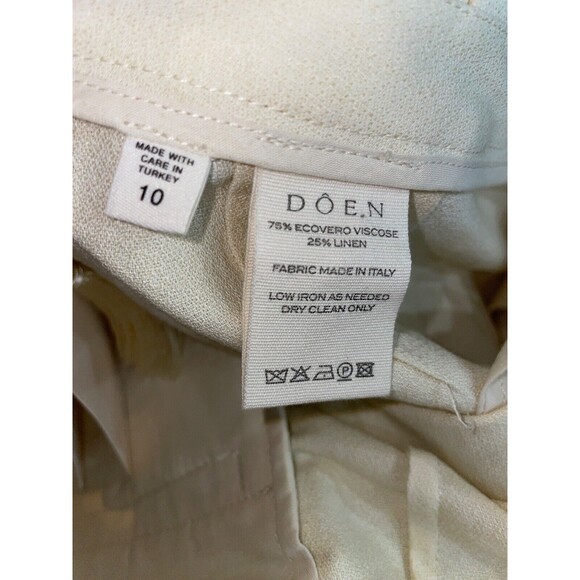 MADE WITH
CARE IN
TURKEY
10
DÔEN
75% ECOVERO VISCOSE
25% LINEN
FABRIC MADE IN ITALY
LOW IRON AS NEEDED
DRY CLEAN ONLY
P